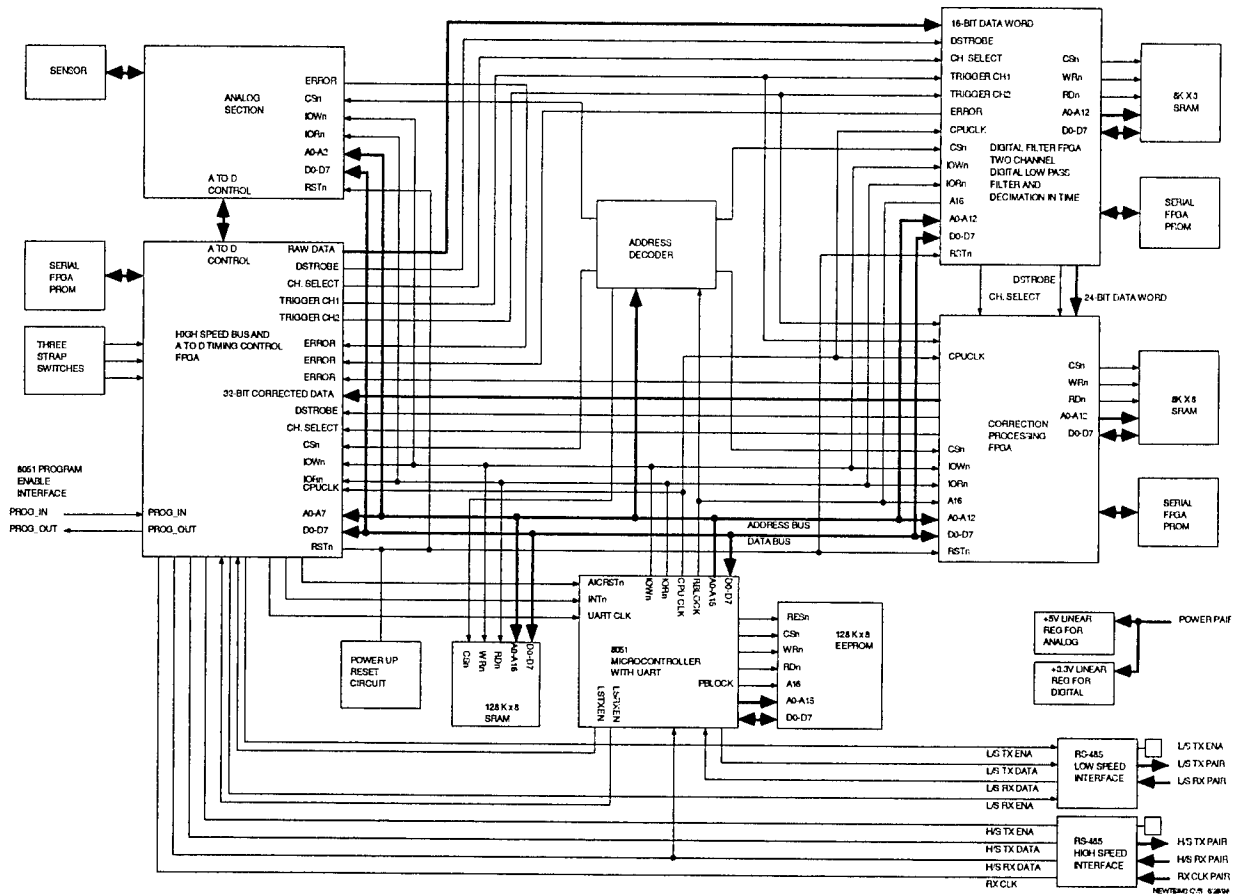 SENSOR
ANALOG
SECTION
ERROR
CSn
IOWn
IORn
A0-A2
D0-D7
RSTn
A TO D
CONTROL
SERIAL
FPGA
PROM
THREE
STRAP
SWITCHES
8051 PROGRAM
ENABLE
INTERFACE
PROG_IN
PROG_OUT
A TO D
CONTROL
HIGH SPEED BUS AND
A TO D TIMING CONTROL
FPGA
PROG_IN
PROG_OUT
RAW DATA
DSTROBE
CH. SELECT
TRIGGER CH1
TRIGGER CH2
ERROR
ERROR
ERROR
32-BIT CORRECTED DATA
DSTROBE
CH. SELECT
CSn
IOWn
IORn
CPUCLK
A0-A7
D0-D7
RSTn
ADDRESS
DECODER
16-BIT DATA WORD
DSTROBE
CH. SELECT
TRIGGER CH1
TRIGGER CH2
ERROR
CPUCLK
CSn
IOWn
IORn
A16
A0-A12
D0-D7
RSTn
DIGITAL FILTER FPGA
TWO CHANNEL
DIGITAL LOW PASS
FILTER AND
DECIMATION IN TIME
CSn
WRn
RDn
A0-A12
D0-D7
SRAM
SERIAL
FPGA
PROM
DSTROBE
CH. SELECT
24-BIT DATA WORD
CPUCLK
CORRECTION
PROCESSING
FPGA
CSn
IOWn
IORn
A16
A0-A12
D0-D7
RSTn
CSn
WRn
RDn
A0-A12
D0-D7
8K X 8
SRAM
SERIAL
FPGA
PROM
ADDRESS BUS
DATA BUS
AICRSTn
INTn
UART CLK
IOWn
IORn
CPU CLK
RBLOCK
A0-A15
D0-D7
8051
MICROCONTROLLER
WITH UART
PBLOCK
LSTXEN
RESn
CSn
WRn
RDn
A16
A0-A15
D0-D7
128 K x 8
EEPROM
POWER UP
RESET
CIRCUIT
CSn
WRn
RDn
A0-A16
D0-D7
128 K x 8
SRAM
+5V LINEAR
REG FOR
ANALOG
+3.3V LINEAR
REG FOR
DIGITAL
POWER PAIR
L/S TX ENA
L/S TX DATA
L/S RX DATA
L/S RX ENA
RS-485
LOW SPEED
INTERFACE
L/S TX ENA
L/S TX PAIR
L/S RX PAIR
H/S TX ENA
H/S TX DATA
H/S RX DATA
RX CLK
RS-485
HIGH SPEED
INTERFACE
H/S TX PAIR
H/S RX PAIR
RX CLK PAIR